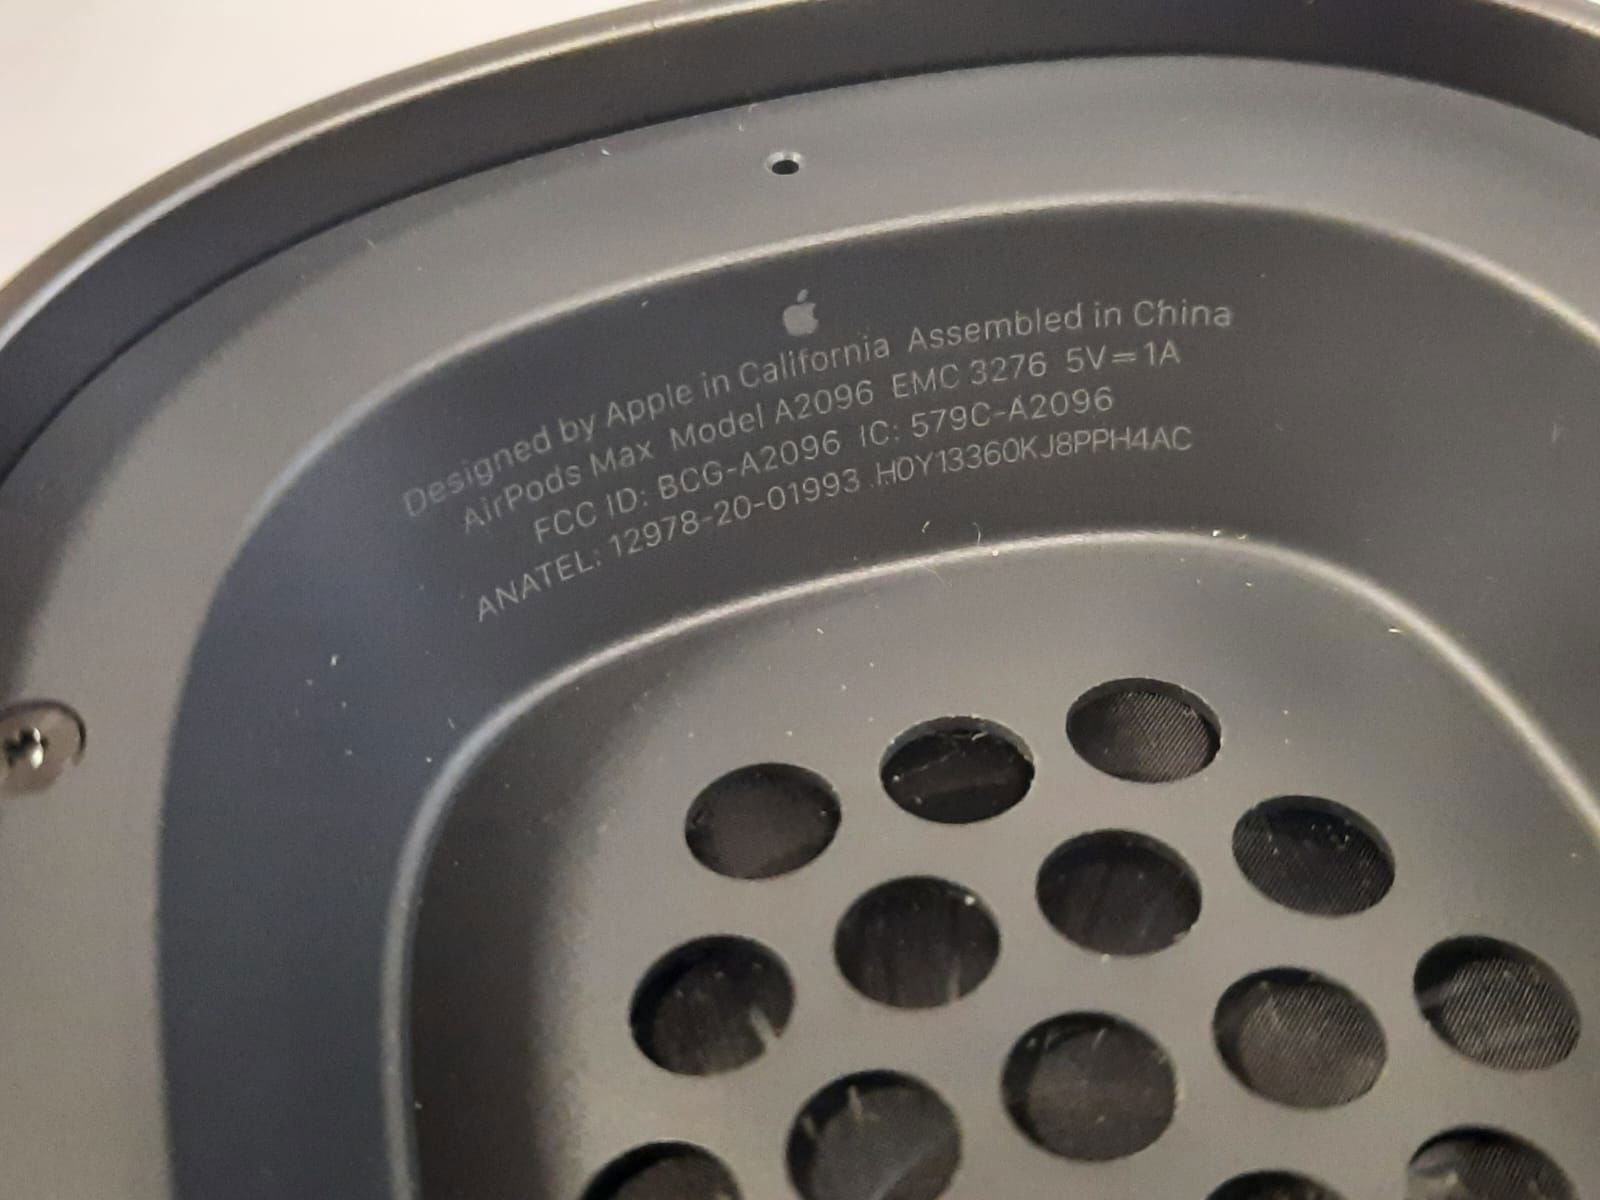 Designed by Apple in California Assembled in China
AirPods Max Model A2096 EMC 3276 5V⎓1A
FCC ID: BCG-A2096 IC: 579C-A2096
ANATEL: 12978-20-01993 H0Y13360KJ8PPH4AC